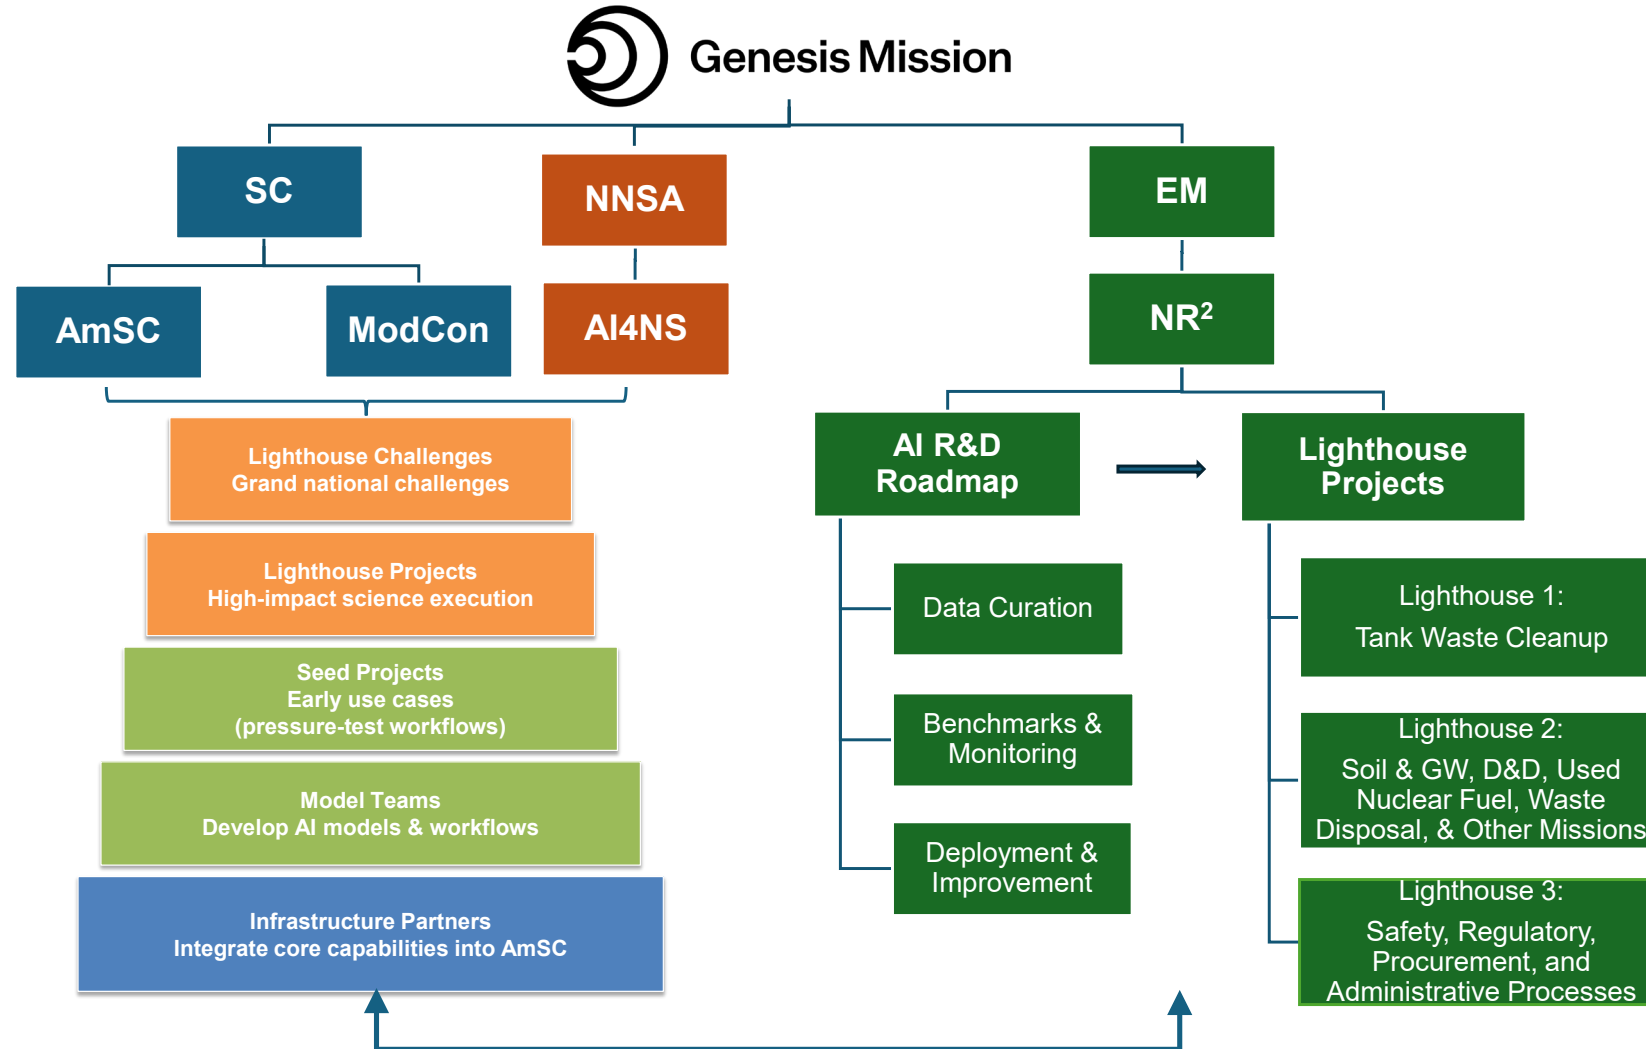 Genesis Mission
SC
NNSA
EM
AmSC
ModCon
AI4NS
NR²
Lighthouse Challenges
Grand national challenges
Lighthouse Projects
High-impact science execution
Seed Projects
Early use cases
(pressure-test workflows)
Model Teams
Develop AI models & workflows
Infrastructure Partners
Integrate core capabilities into AmSC
AI R&D
Roadmap
Data Curation
Benchmarks &
Monitoring
Deployment &
Improvement
Lighthouse
Projects
Lighthouse 1:
Tank Waste Cleanup
Lighthouse 2:
Soil & GW, D&D, Used
Nuclear Fuel, Waste
Disposal, & Other Missions
Lighthouse 3:
Safety, Regulatory,
Procurement, and
Administrative Processes